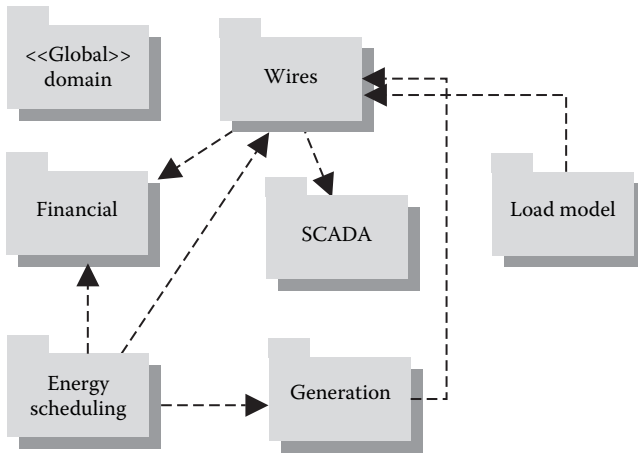 <<Global>>
domain
Wires
Financial
SCADA
Load model
Energy
scheduling
Generation